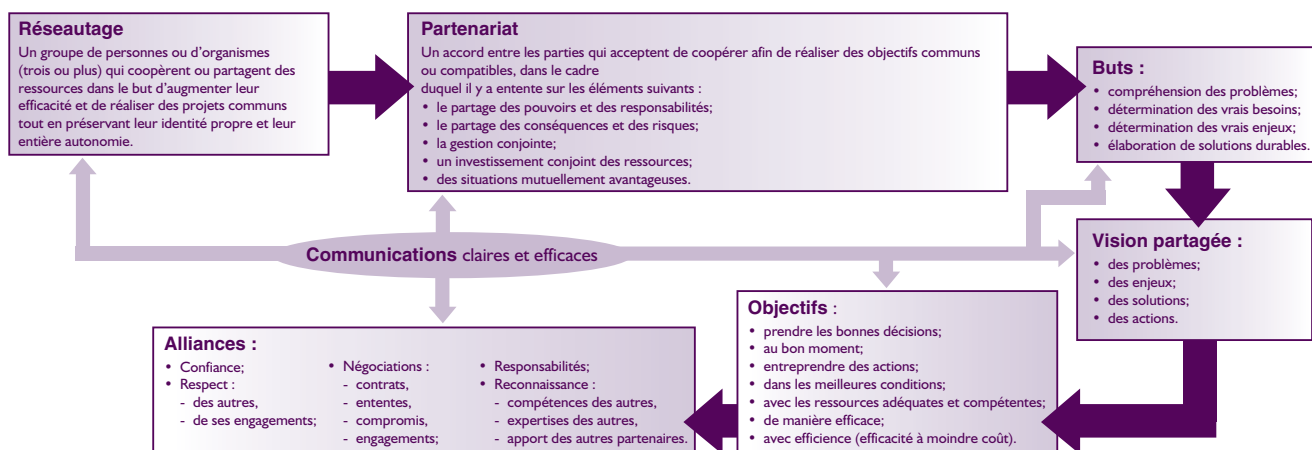 Réseautage
Un groupe de personnes ou d'organismes
(trois ou plus) qui coopèrent ou partagent des
ressources dans le but d'augmenter leur
efficacité et de réaliser des projets communs
tout en préservant leur identité propre et leur
entière autonomie.
Partenariat
Un accord entre les parties qui acceptent de coopérer afin de réaliser des objectifs communs
ou compatibles, dans le cadre
duquel il y a entente sur les éléments suivants :
• le partage des pouvoirs et des responsabilités;
• le partage des conséquences et des risques;
• la gestion conjointe;
• un investissement conjoint des ressources;
• des situations mutuellement avantageuses.
Buts :
• compréhension des problèmes;
• détermination des vrais besoins;
• détermination des vrais enjeux;
• élaboration de solutions durables.
Communications claires et efficaces
Vision partagée :
• des problèmes;
• des enjeux;
• des solutions;
• des actions.
Objectifs :
• prendre les bonnes décisions;
• au bon moment;
• entreprendre des actions;
• dans les meilleures conditions;
• avec les ressources adéquates et compétentes;
• de manière efficace;
• avec efficience (efficacité à moindre coût).
Alliances :
• Confiance;
• Respect :
- des autres,
- de ses engagements;
• Négociations :
- contrats,
- ententes,
- compromis,
- engagements;
• Responsabilités;
• Reconnaissance :
- compétences des autres,
- expertises des autres,
- apport des autres partenaires.